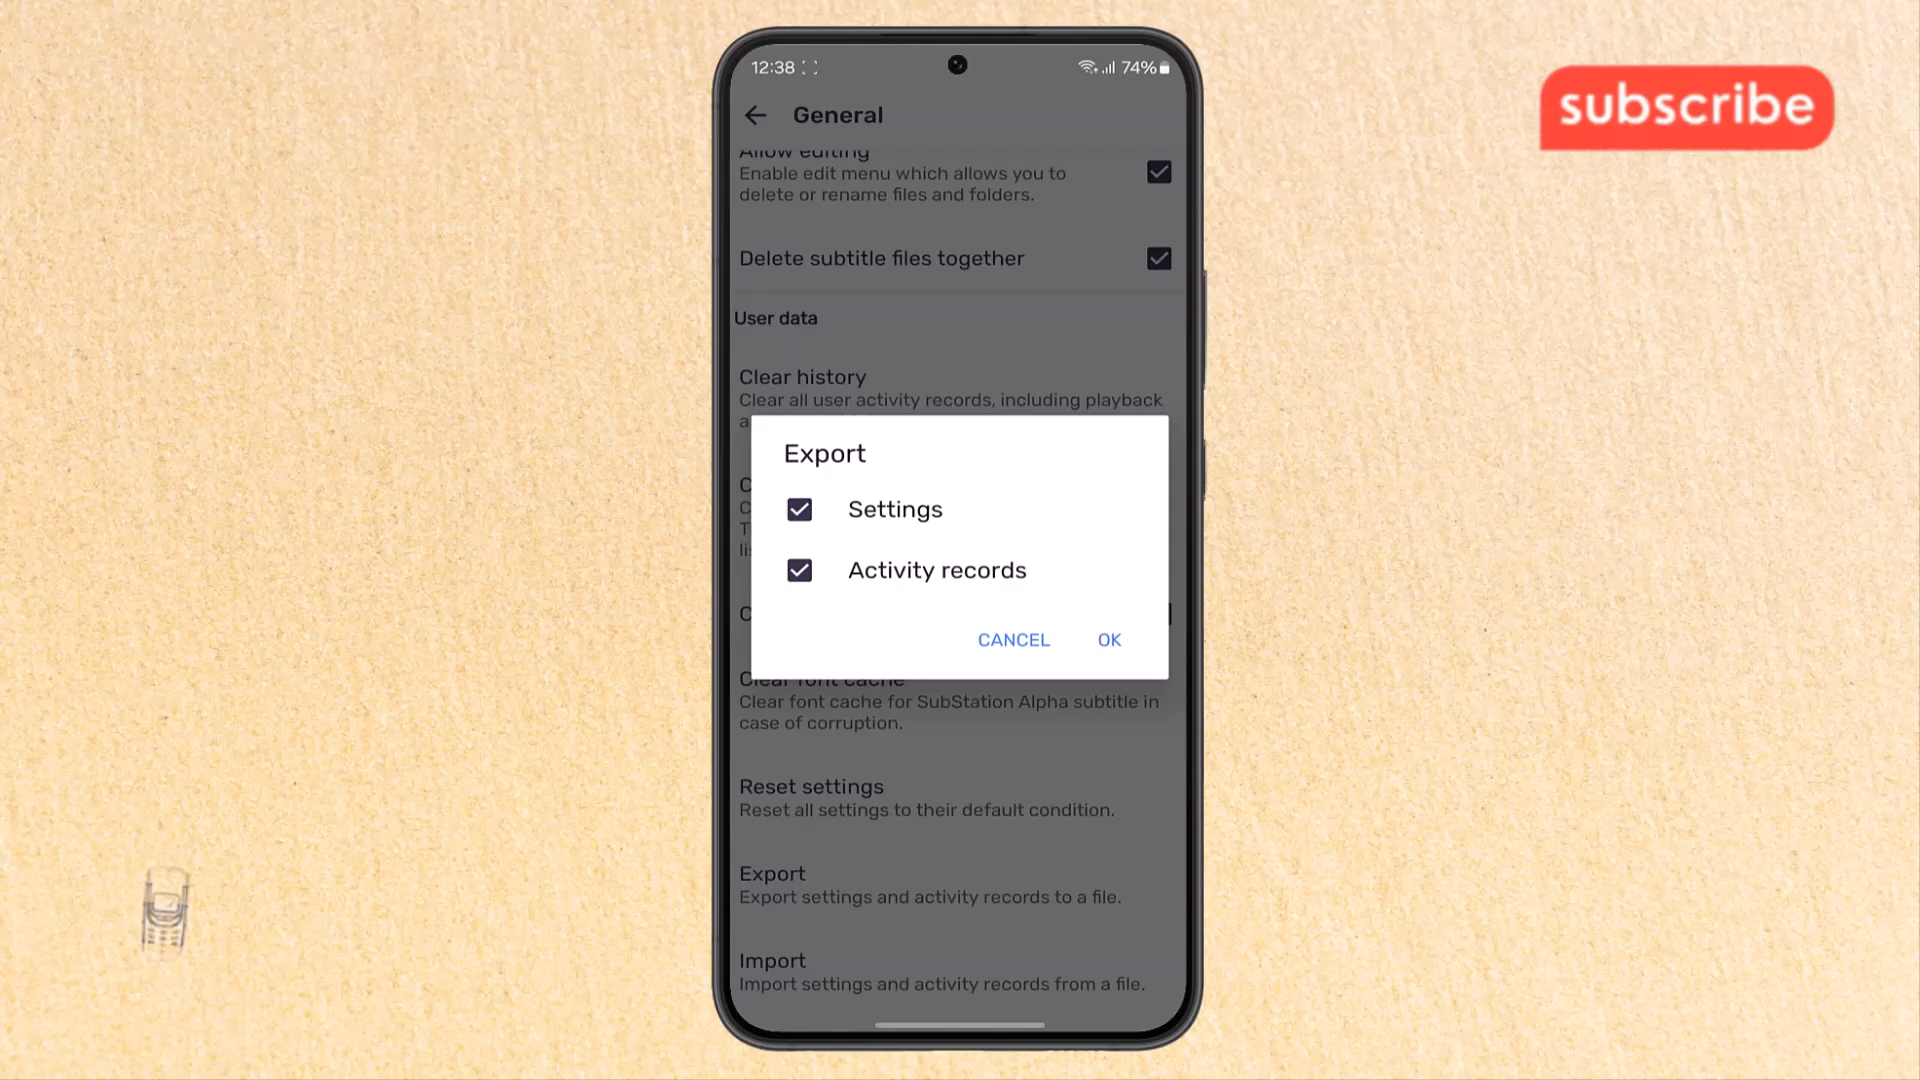 subscribe
12:38
74%
General
Allow editing
Enable edit menu which allows you to
delete or rename files and folders.
Delete subtitle files together
User data
Clear history
Clear all user activity records, including playback
a
Export
Settings
Activity records
CANCEL
OK
C
C
T
li
C
Clear font cache
Clear font cache for SubStation Alpha subtitle in
case of corruption.
Reset settings
Reset all settings to their default condition.
Export
Export settings and activity records to a file.
Import
Import settings and activity records from a file.